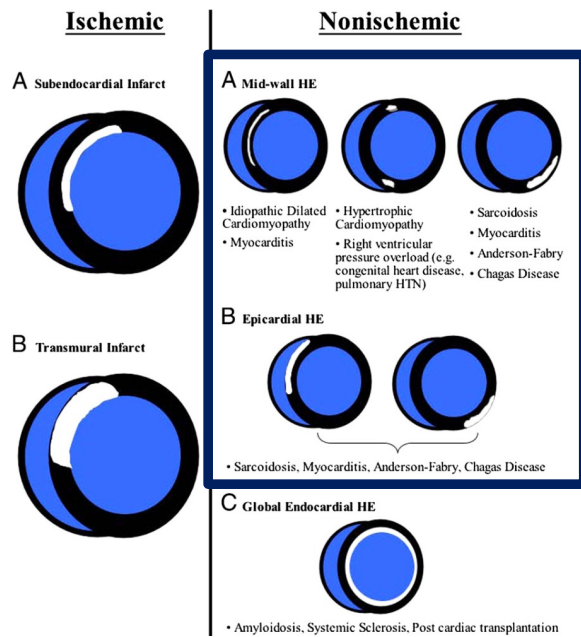 Ischemic
Nonischemic
A Subendocardial Infarct
B Transmural Infarct
A Mid-wall HE
• Idiopathic Dilated
Cardiomyopathy
• Myocarditis
• Hypertrophic
Cardiomyopathy
• Right ventricular
pressure overload (e.g.
congenital heart disease,
pulmonary HTN)
• Sarcoidosis
• Myocarditis
• Anderson-Fabry
• Chagas Disease
B Epicardial HE
• Sarcoidosis, Myocarditis, Anderson-Fabry, Chagas Disease
C Global Endocardial HE
• Amyloidosis, Systemic Sclerosis, Post cardiac transplantation